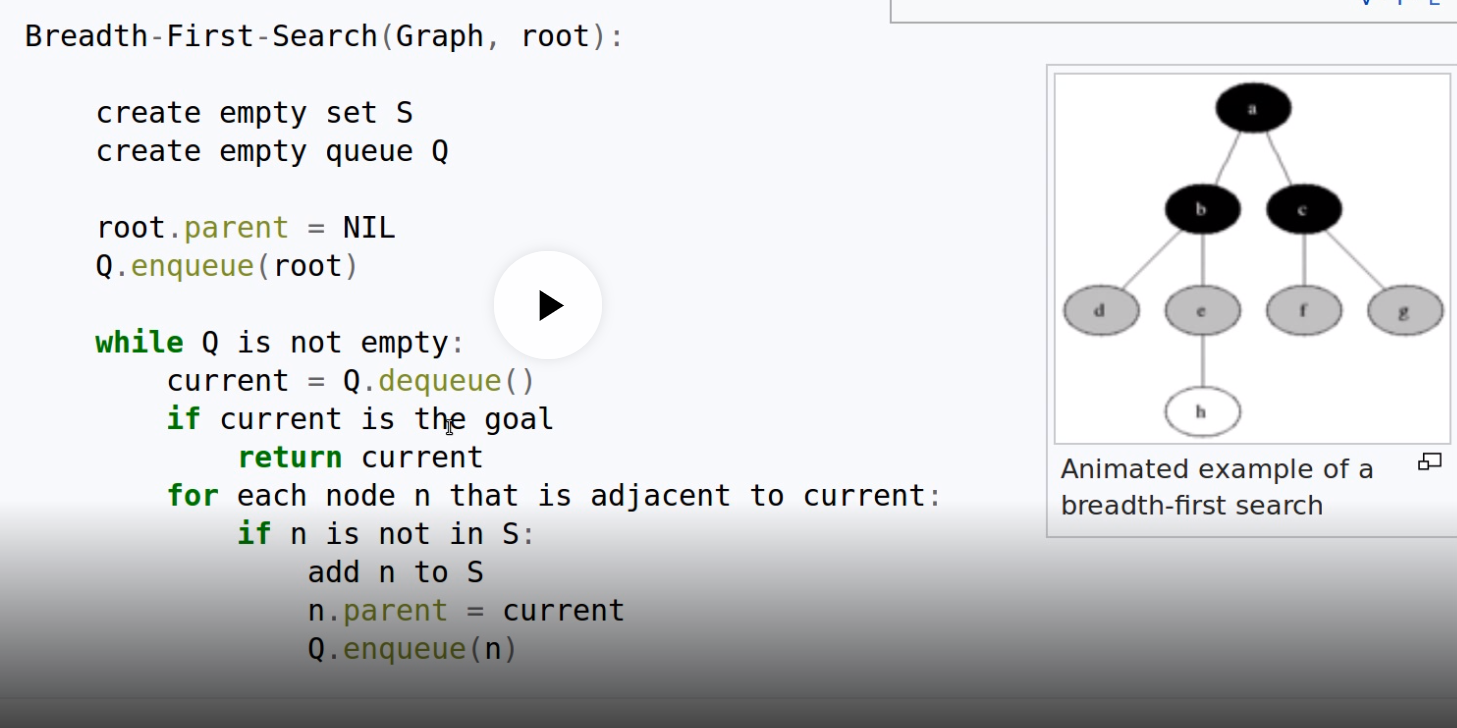 Breadth-First-Search(Graph, root):
create empty set S
create empty queue Q
root.parent = NIL
Q.enqueue(root)
while Q is not empty:
current = Q.dequeue()
if current is the goal
return current
for each node n that is adjacent to current:
if n is not in S:
add n to S
n.parent = current
Q.enqueue(n)
a
b c
d e f g
h
Animated example of a
breadth-first search